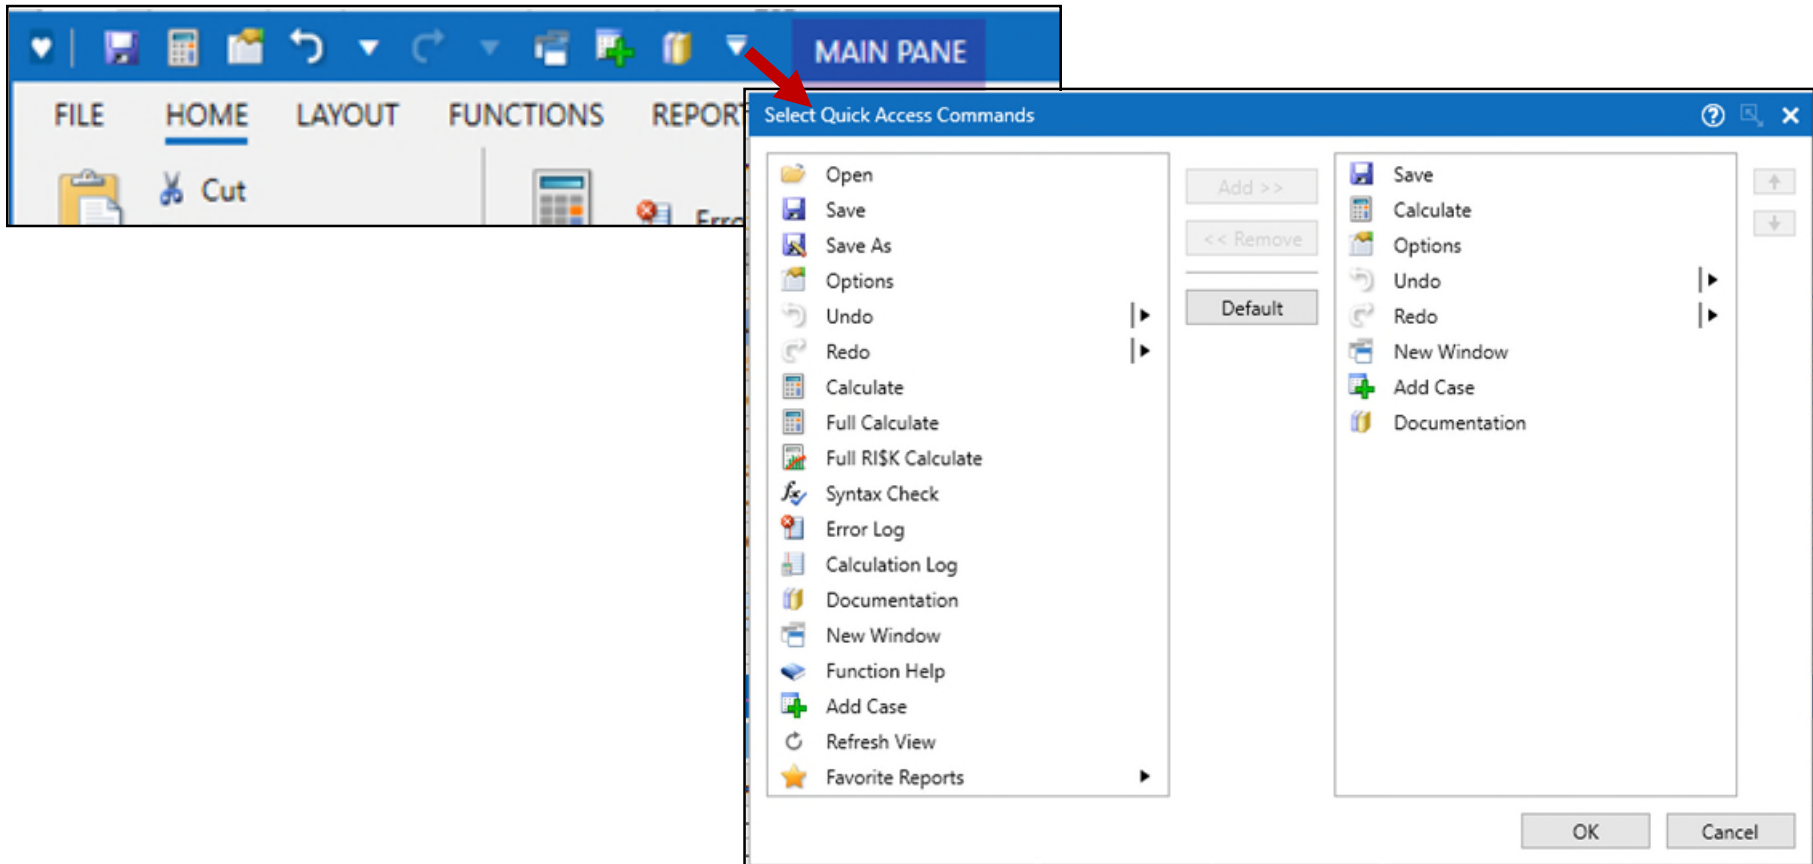 MAIN PANE
FILE HOME LAYOUT FUNCTIONS REPORT
Cut
Erro
Select Quick Access Commands
Open
Save
Save As
Options
Undo
Redo
Calculate
Full Calculate
Full RI$K Calculate
Syntax Check
Error Log
Calculation Log
Documentation
New Window
Function Help
Add Case
Refresh View
Favorite Reports
Add >>
<< Remove
Default
Save
Calculate
Options
Undo
Redo
New Window
Add Case
Documentation
OK Cancel